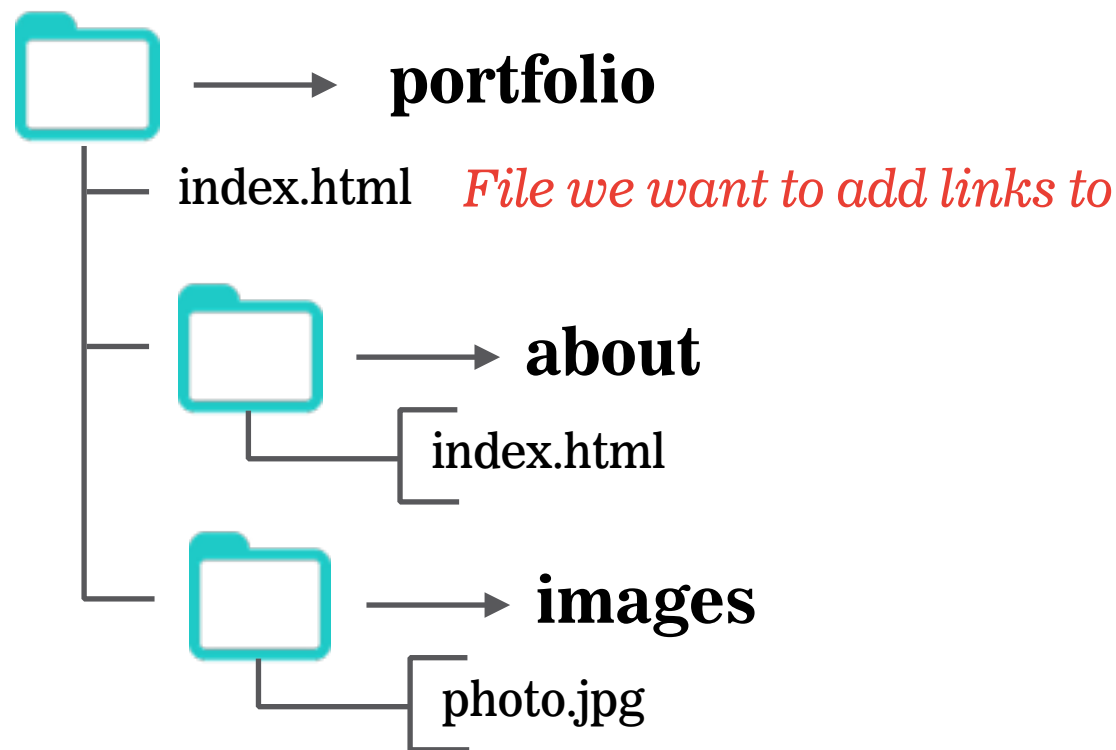 portfolio
index.html File we want to add links to
about
index.html
images
photo.jpg